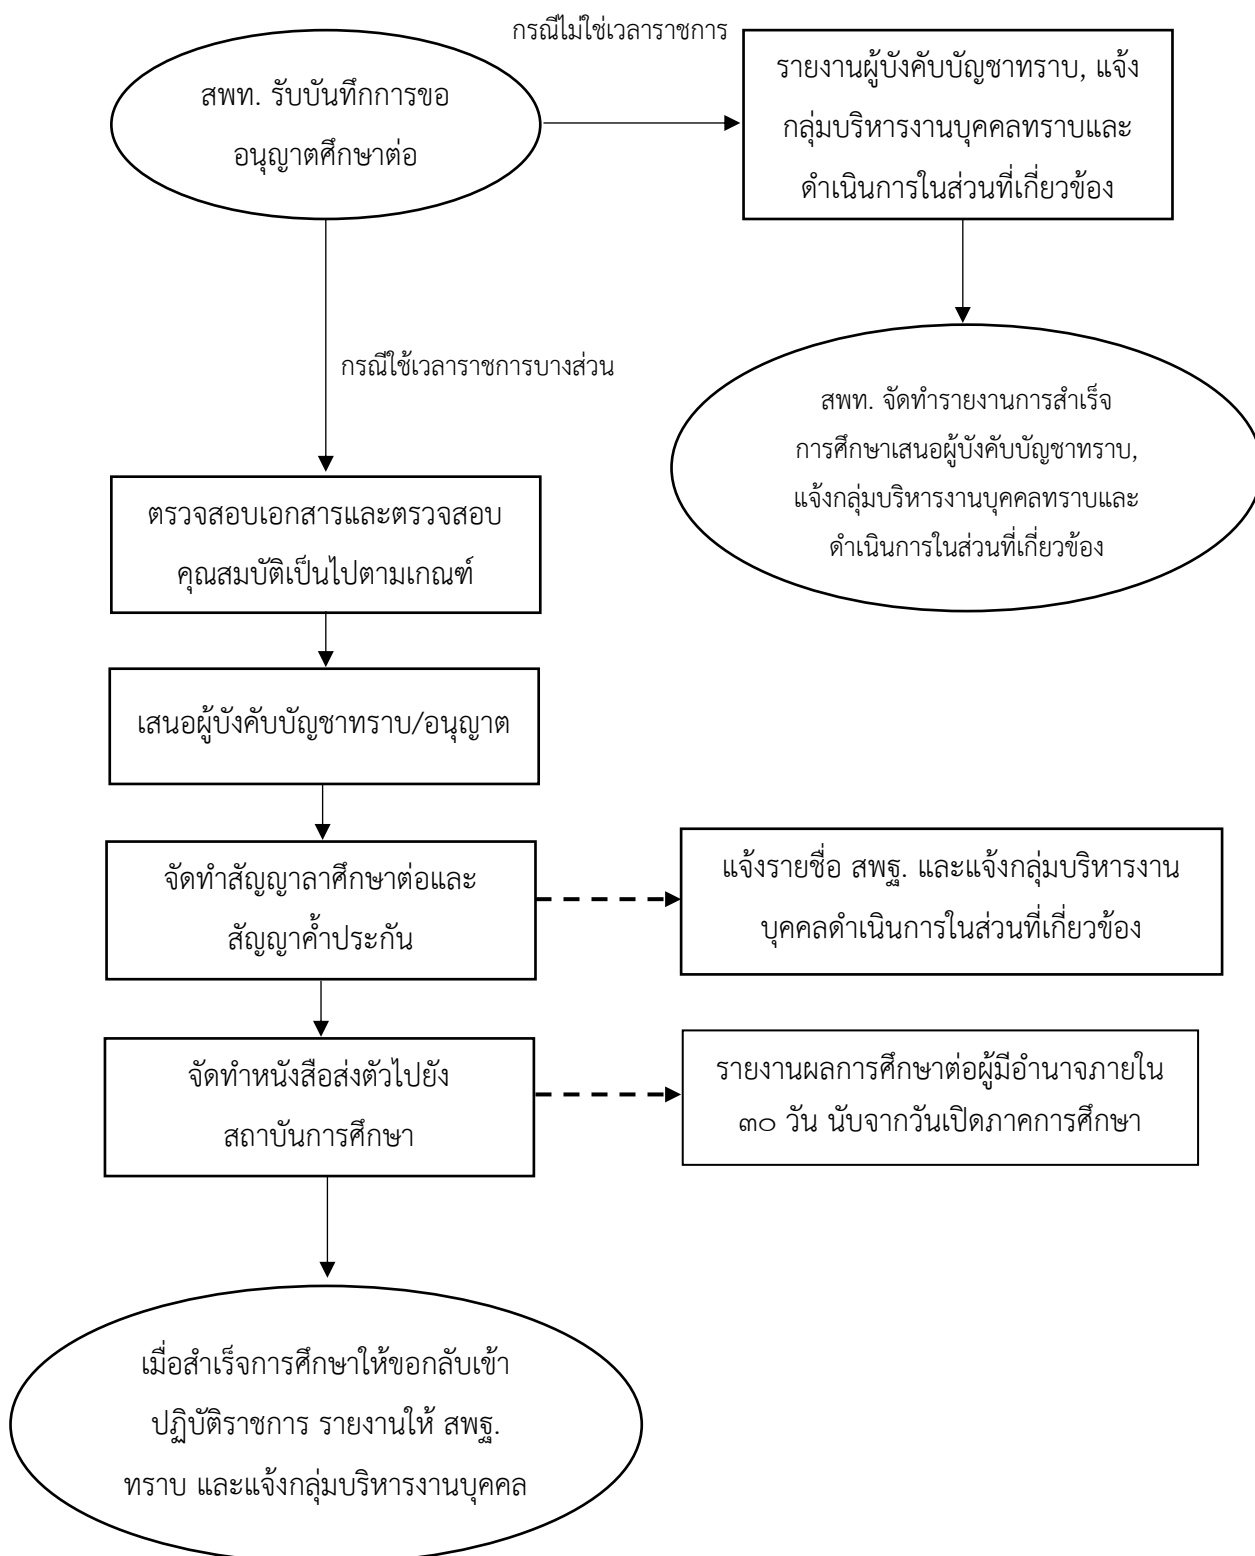 กรณีไม่ใช่เวลาราชการ
สพท. รับบันทึกการขอ
อนุญาตศึกษาต่อ
รายงานผู้บังคับบัญชาทราบ, แจ้ง
กลุ่มบริหารงานบุคคลทราบและ
ดำเนินการในส่วนที่เกี่ยวข้อง
กรณีใช้เวลาราชการบางส่วน
สพท. จัดทำรายงานการสำเร็จ
การศึกษาเสนอผู้บังคับบัญชาทราบ,
แจ้งกลุ่มบริหารงานบุคคลทราบและ
ดำเนินการในส่วนที่เกี่ยวข้อง
ตรวจสอบเอกสารและตรวจสอบ
คุณสมบัติเป็นไปตามเกณฑ์
เสนอผู้บังคับบัญชาทราบ/อนุญาต
จัดทำสัญญาลาศึกษาต่อและ
สัญญาค้ำประกัน
แจ้งรายชื่อ สพฐ. และแจ้งกลุ่มบริหารงาน
บุคคลดำเนินการในส่วนที่เกี่ยวข้อง
จัดทำหนังสือส่งตัวไปยัง
สถาบันการศึกษา
รายงานผลการศึกษาต่อผู้มีอำนาจภายใน
๓๐ วัน นับจากวันเปิดภาคการศึกษา
เมื่อสำเร็จการศึกษาให้ขอกลับเข้า
ปฏิบัติราชการ รายงานให้ สพฐ.
ทราบ และแจ้งกลุ่มบริหารงานบุคคล